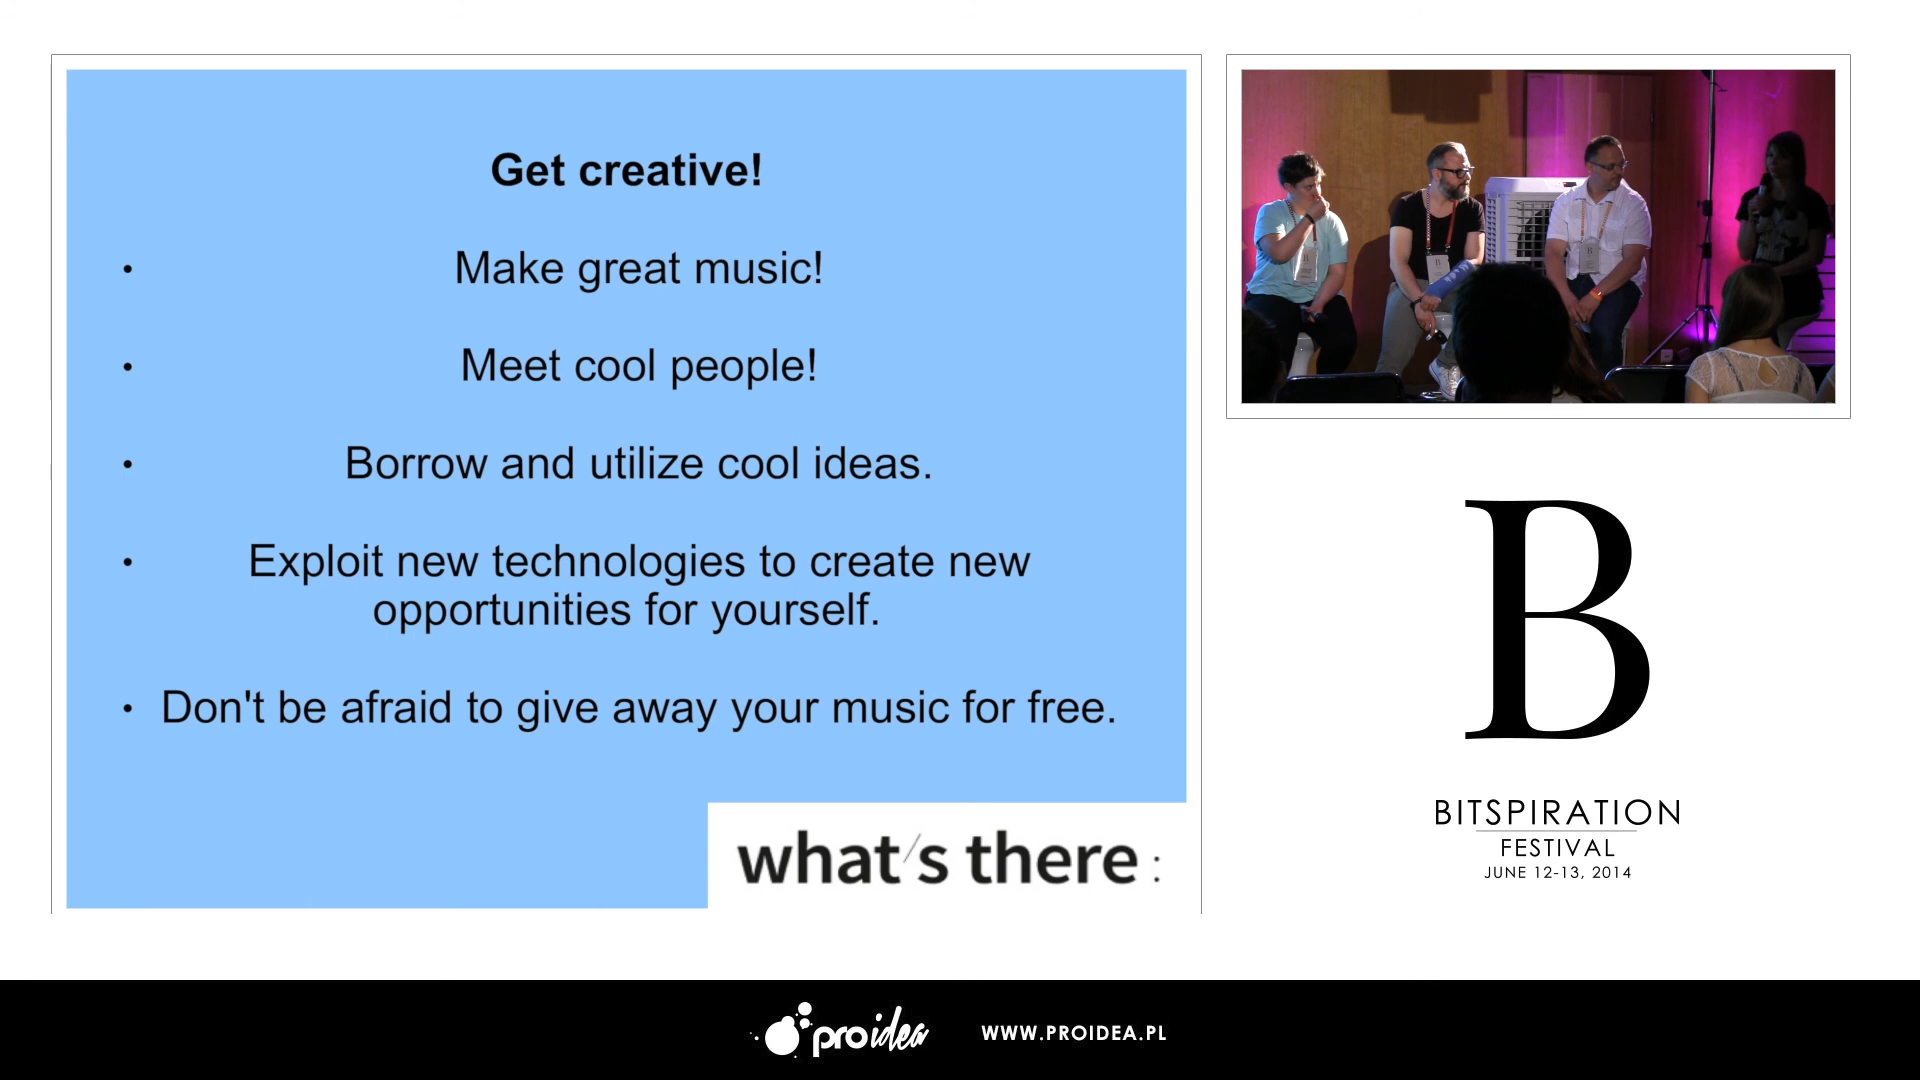 Get creative!
• Make great music!
• Meet cool people!
• Borrow and utilize cool ideas.
• Exploit new technologies to create new
opportunities for yourself.
• Don't be afraid to give away your music for free.
what's there :
B
BITSPIRATION
FESTIVAL
JUNE 12-13, 2014
proidea
WWW.PROIDEA.PL